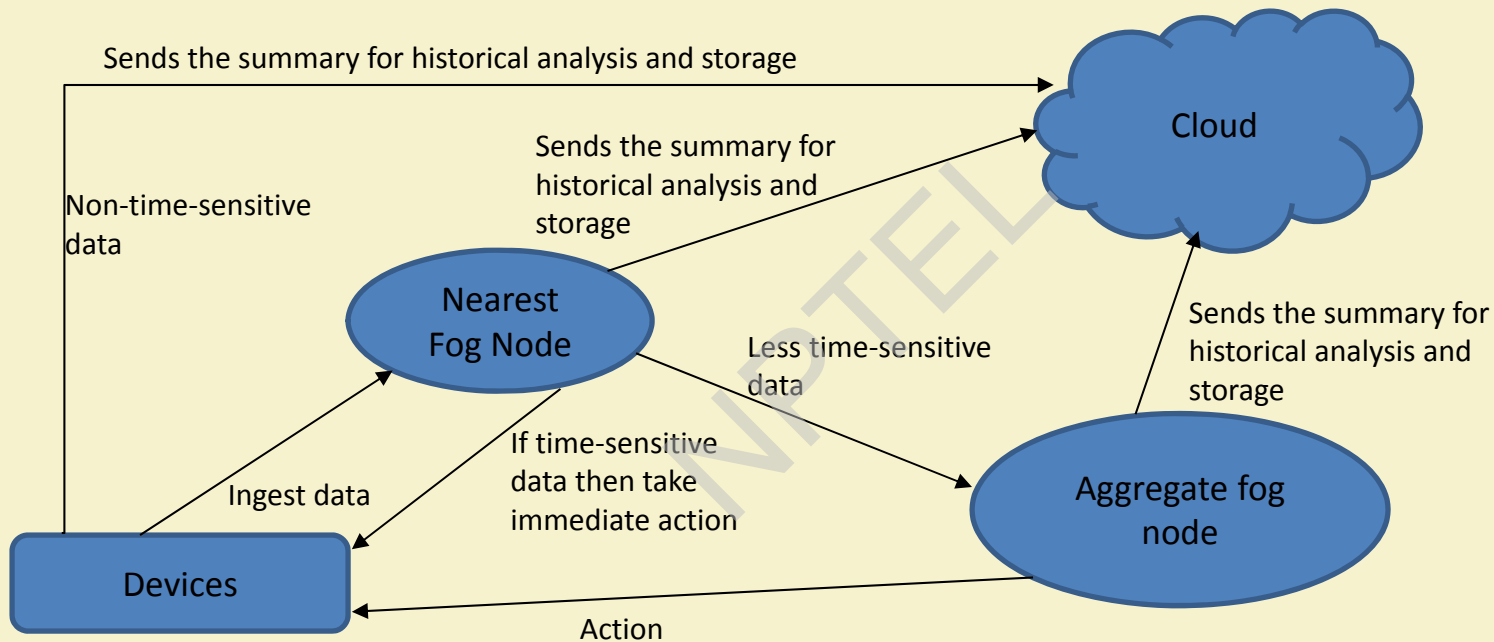 Sends the summary for historical analysis and storage
Cloud
Sends the summary for
historical analysis and
storage
Non-time-sensitive
data
Nearest
Fog Node
Less time-sensitive
data
Sends the summary for
historical analysis and
storage
If time-sensitive
data then take
immediate action
Ingest data
Aggregate fog
node
Devices
Action
NPTEL